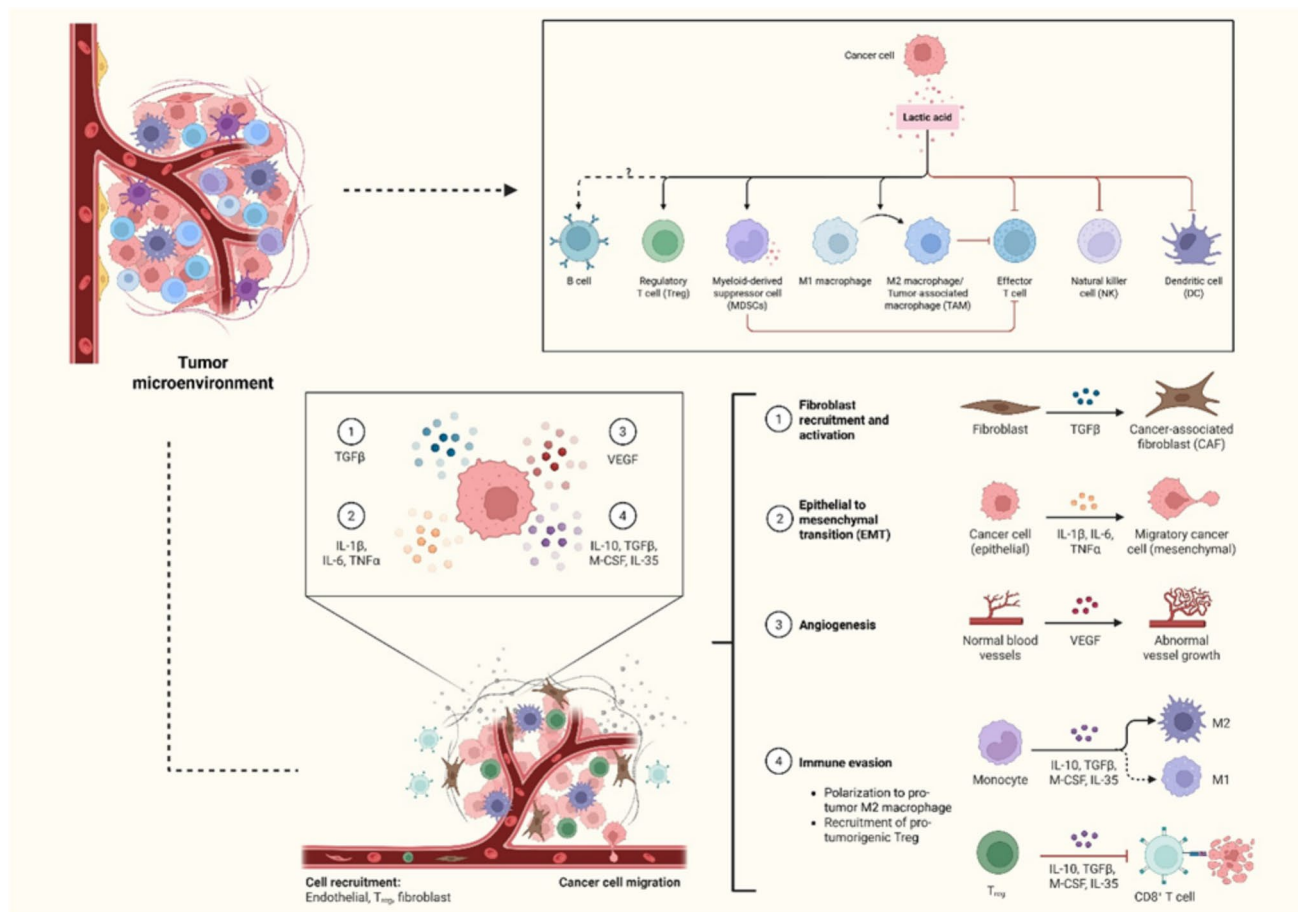 Cancer cell
Lactic acid
?
B cell
Regulatory
T cell (Treg)
Myeloid-derived
suppressor cell
(MDSCs)
M1 macrophage
M2 macrophage/
Tumor-associated
macrophage (TAM)
Effector
T cell
Natural killer
cell (NK)
Dendritic cell
(DC)
Tumor
microenvironment
1
TGFβ
3
VEGF
2
IL-1β,
IL-6, TNFα
4
IL-10, TGFβ,
M-CSF, IL-35
Cell recruitment:
Endothelial, Treg, fibroblast
Cancer cell migration
1
Fibroblast
recruitment and
activation
Fibroblast
TGFβ
Cancer-associated
fibroblast (CAF)
2
Epithelial to
mesenchymal
transition (EMT)
Cancer cell
(epithelial)
IL-1β, IL-6,
TNFα
Migratory cancer
cell (mesenchymal)
3
Angiogenesis
Normal blood
vessels
VEGF
Abnormal
vessel growth
4
Immune evasion
• Polarization to pro-
tumor M2 macrophage
• Recruitment of pro-
tumorigenic Treg
Monocyte
IL-10, TGFβ,
M-CSF, IL-35
M2
M1
Treg
IL-10, TGFβ,
M-CSF, IL-35
CD8⁺ T cell